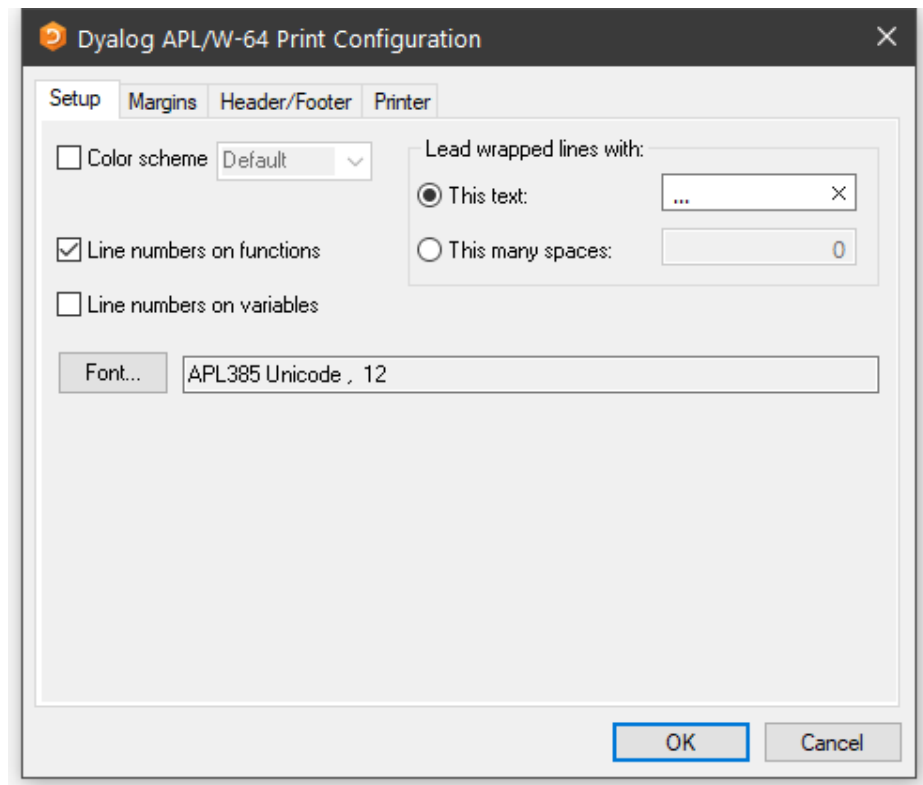 Dyalog APL/W-64 Print Configuration
Setup Margins Header/Footer Printer
Color scheme Default
Lead wrapped lines with:
This text: ...
Line numbers on functions
This many spaces: 0
Line numbers on variables
Font... APL385 Unicode , 12
OK Cancel